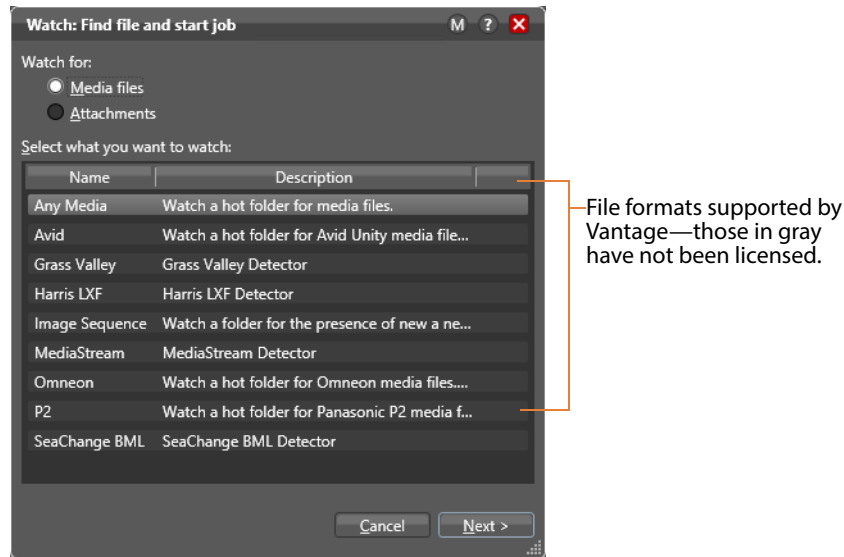 Watch: Find file and start job
M ? X
Watch for:
Media files
Attachments
Select what you want to watch:
Name Description
Any Media Watch a hot folder for media files.
Avid Watch a hot folder for Avid Unity media file...
Grass Valley Grass Valley Detector
Harris LXF Harris LXF Detector
Image Sequence Watch a folder for the presence of new a ne...
MediaStream MediaStream Detector
Omneon Watch a hot folder for Omneon media files....
P2 Watch a hot folder for Panasonic P2 media f...
SeaChange BML SeaChange BML Detector
Cancel Next >
File formats supported by
Vantage—those in gray
have not been licensed.